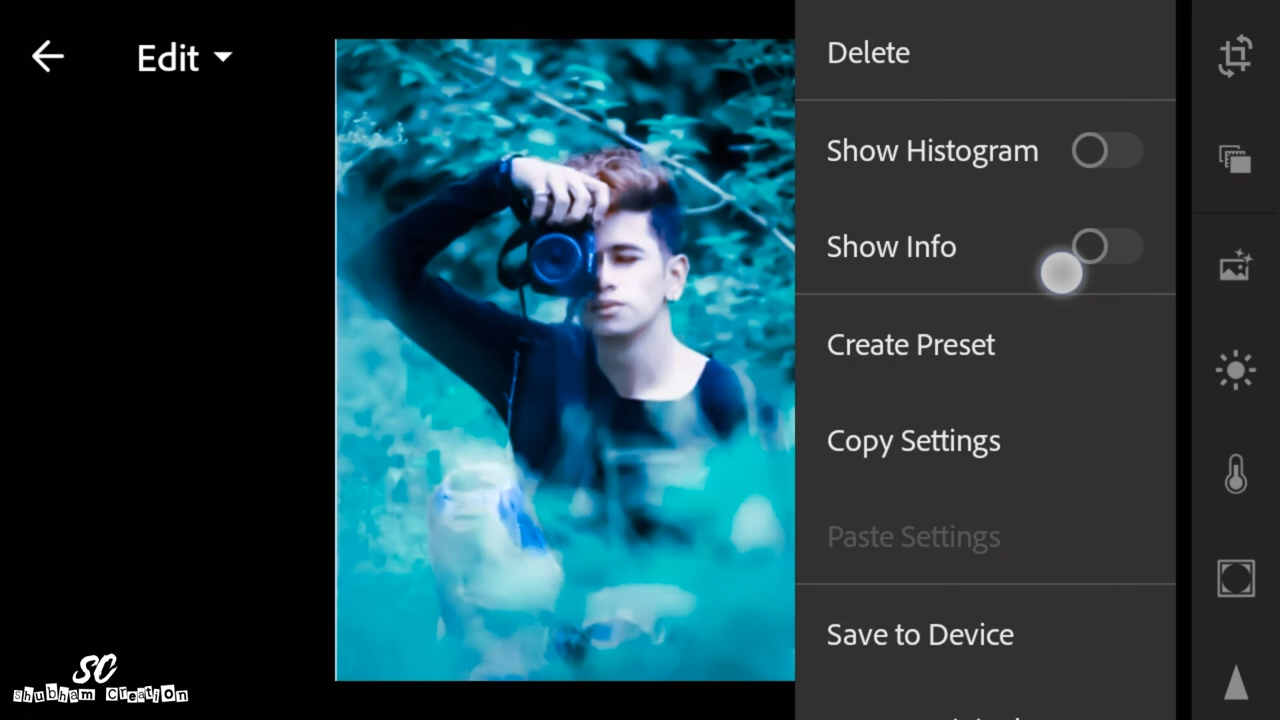 Edit
Delete
Show Histogram
Show Info
Create Preset
Copy Settings
Paste Settings
Save to Device
SC
Shubham Creation